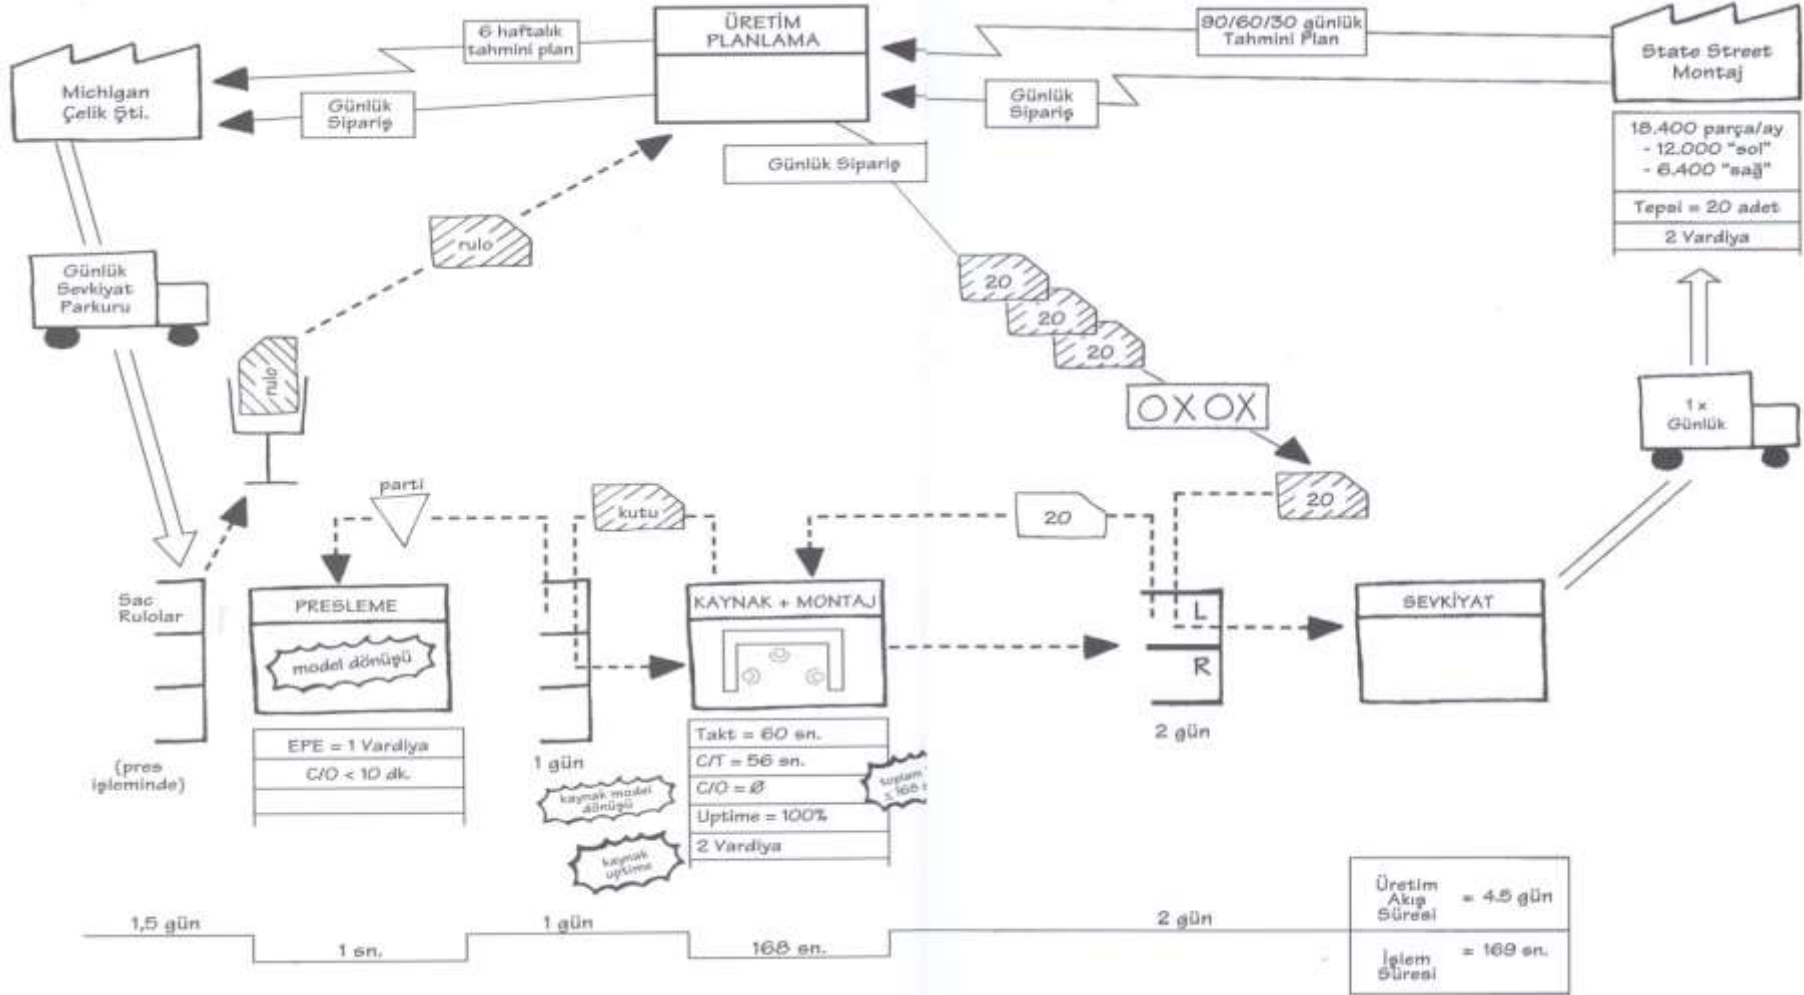 6 haftalık
tahmini plan
ÜRETİM
PLANLAMA
90/60/30 günlük
Tahmini Plan
State Street
Montaj
Michigan
Çelik Şti.
Günlük
Sipariş
Günlük
Sipariş
Günlük Sipariş
18.400 parça/ay
- 12.000 "sol"
- 6.400 "sağ"
Tepsi = 20 adet
2 Vardiya
rulo
Günlük
Sevkiyat
Parkuru
rulo
20
20
20
OXOX
1 x
Günlük
parti
kutu
20
20
Sac
Rulolar
PRESLEME
model dönüşü
KAYNAK + MONTAJ
L
R
SEVKİYAT
(pres
işleminde)
EPE = 1 Vardiya
C/O < 10 dk.
1 gün
kaynak model
dönüşü
kaynak
uptime
Takt = 60 sn.
C/T = 56 sn.
C/O = Ø
Uptime = 100%
2 Vardiya
toplam
≤ 168 s
2 gün
1,5 gün
1 sn.
1 gün
168 sn.
2 gün
Üretim
Akış
Süresi
= 4.5 gün
İşlem
Süresi
= 169 sn.